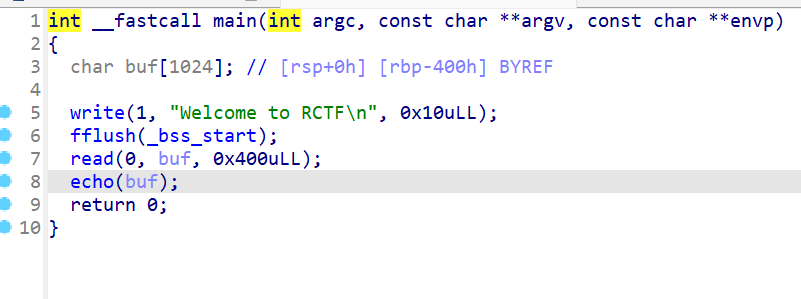 1 int __fastcall main(int argc, const char **argv, const char **envp)
2 {
3 char buf[1024]; // [rsp+0h] [rbp-400h] BYREF
4
5 write(1, "Welcome to RCTF\n", 0x10uLL);
6 fflush(_bss_start);
7 read(0, buf, 0x400uLL);
8 echo(buf);
9 return 0;
10 }